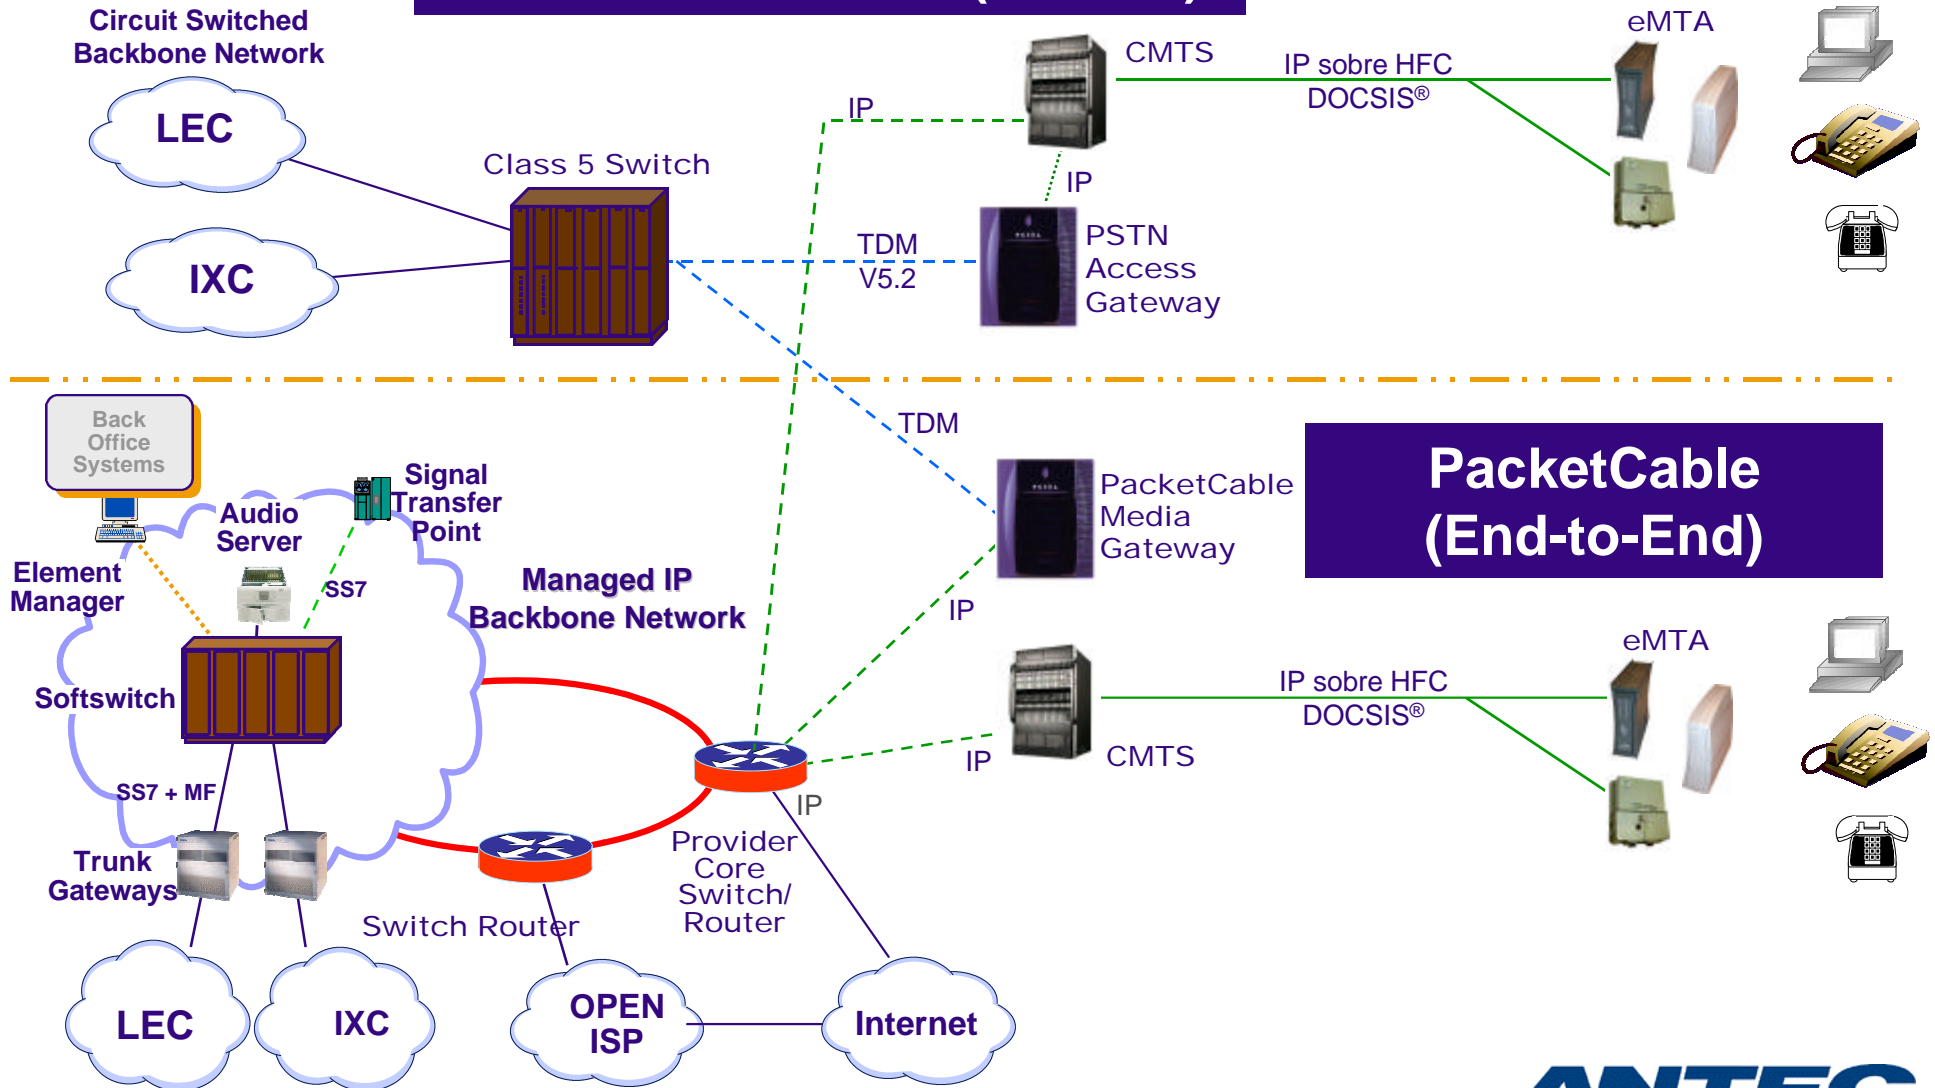 Circuit Switched
Backbone Network
LEC
IXC
Class 5 Switch
IP
CMTS
IP
TDM
V5.2
PSTN
Access
Gateway
IP sobre HFC
DOCSIS®
eMTA
TDM
PacketCable
Media
Gateway
PacketCable
(End-to-End)
Back
Office
Systems
Signal
Transfer
Point
Audio
Server
Element
Manager
SS7
Managed IP
Backbone Network
Softswitch
SS7 + MF
Trunk
Gateways
IP
IP
CMTS
IP sobre HFC
DOCSIS®
eMTA
IP
Provider
Core
Switch/
Router
Switch Router
LEC
IXC
OPEN
ISP
Internet